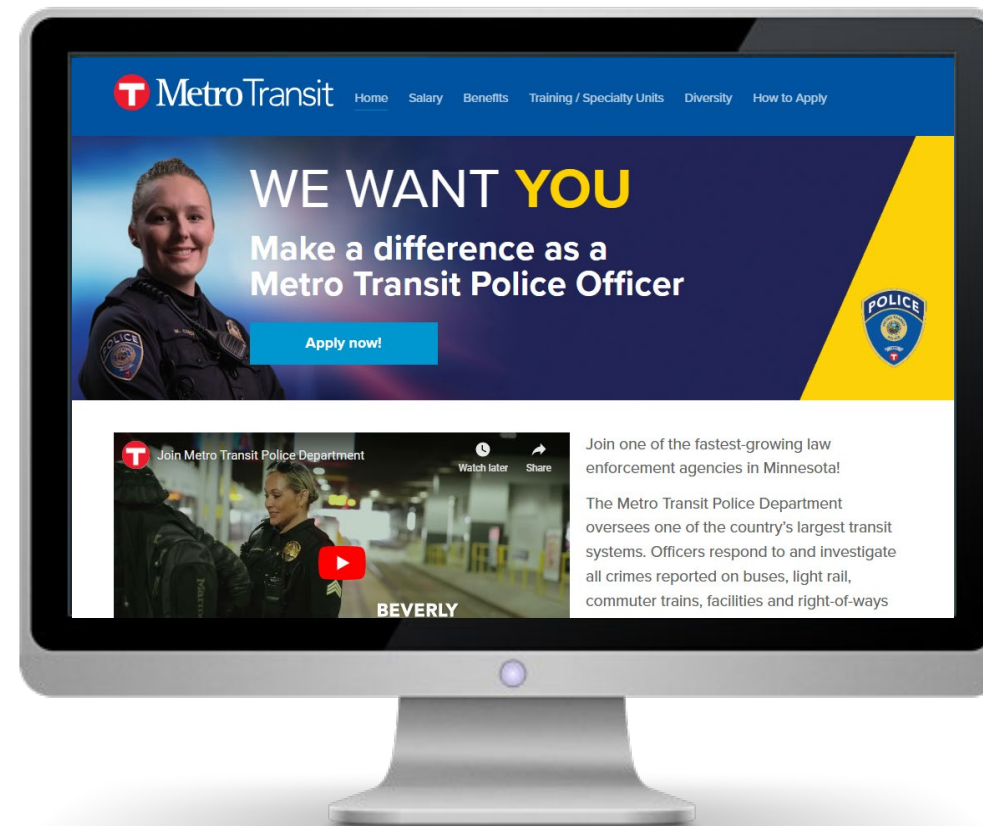 T MetroTransit
Home Salary Benefits Training / Specialty Units Diversity How to Apply
WE WANT YOU
Make a difference as a
Metro Transit Police Officer
Apply now!
POLICE
POLICE
T
T Join Metro Transit Police Department
Watch later Share
BEVERLY
Join one of the fastest-growing law
enforcement agencies in Minnesota!
The Metro Transit Police Department
oversees one of the country's largest transit
systems. Officers respond to and investigate
all crimes reported on buses, light rail,
commuter trains, facilities and right-of-ways